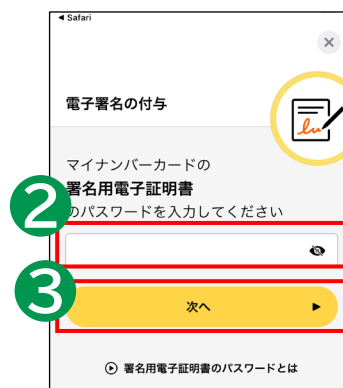 ◀ Safari
電子署名の付与
マイナンバーカードの
署名用電子証明書
のパスワードを入力してください
2
3
次へ
署名用電子証明書のパスワードとは